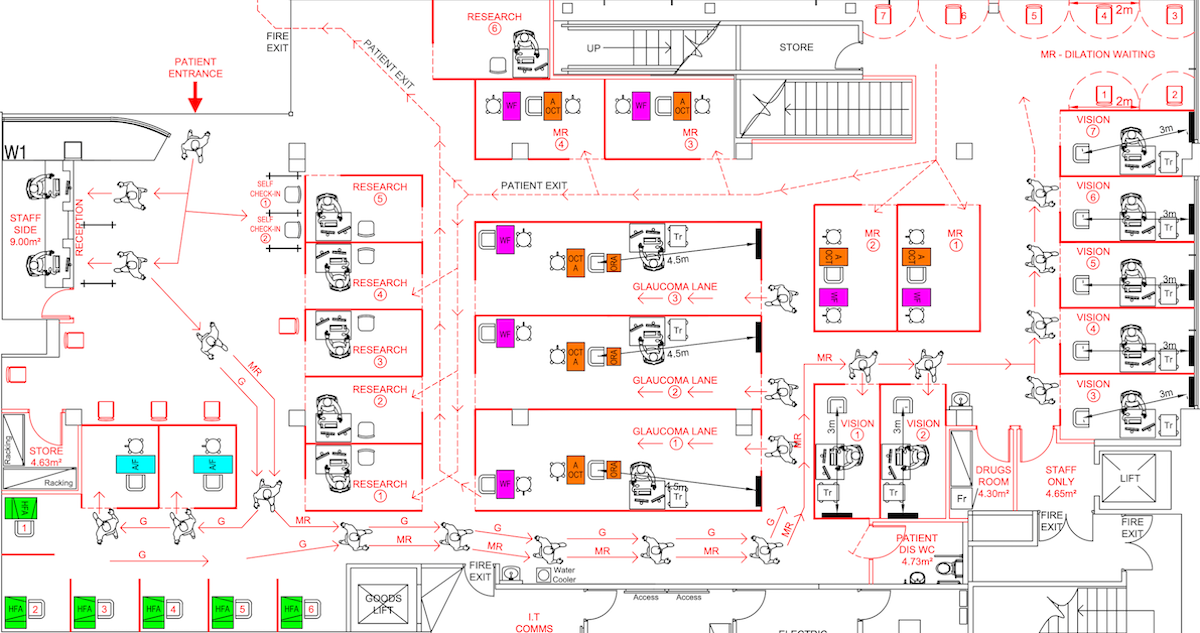 RESEARCH
6
FIRE
EXIT
UP
STORE
7
6
5
4
3
2m
MR - DILATION WAITING
PATIENT
ENTRANCE
PATIENT EXIT
WF
A
OCT
WF
A
OCT
MR
4
MR
3
1
2
2m
VISION
7
3m
Tr
W1
SELF
CHECK-IN
1
SELF
CHECK-IN
2
RESEARCH
5
PATIENT EXIT
VISION
6
3m
Tr
STAFF
SIDE
9.00m²
RECEPTION
WF
OCT
A
ORA
Tr
4.5m
GLAUCOMA LANE
3
MR
2
MR
1
A
OCT
A
OCT
WF
WF
VISION
5
3m
Tr
RESEARCH
4
RESEARCH
3
WF
OCT
A
ORA
Tr
4.5m
GLAUCOMA LANE
2
VISION
4
3m
Tr
MR
G
RESEARCH
2
MR
VISION
3
3m
Tr
STORE
4.63m²
Racking
Racking
A/F
A/F
GLAUCOMA LANE
1
WF
OCT
A
ORA
4.5m
Tr
MR
3m
VISION
1
Tr
3m
VISION
2
Tr
RESEARCH
1
DRUGS
ROOM
4.30m²
Fr
STAFF
ONLY
4.65m²
LIFT
HFA
1
G
G
MR
G
G
G
G
G
MR
MR
MR
MR
MR
G
G
FIRE
EXIT
FIRE
EXIT
PATIENT
DIS WC
4.73m²
HFA
2
HFA
3
HFA
4
HFA
5
HFA
6
GOODS
LIFT
FIRE
EXIT
Water
Cooler
Access
Access
I.T
COMMS
ELECTRIC